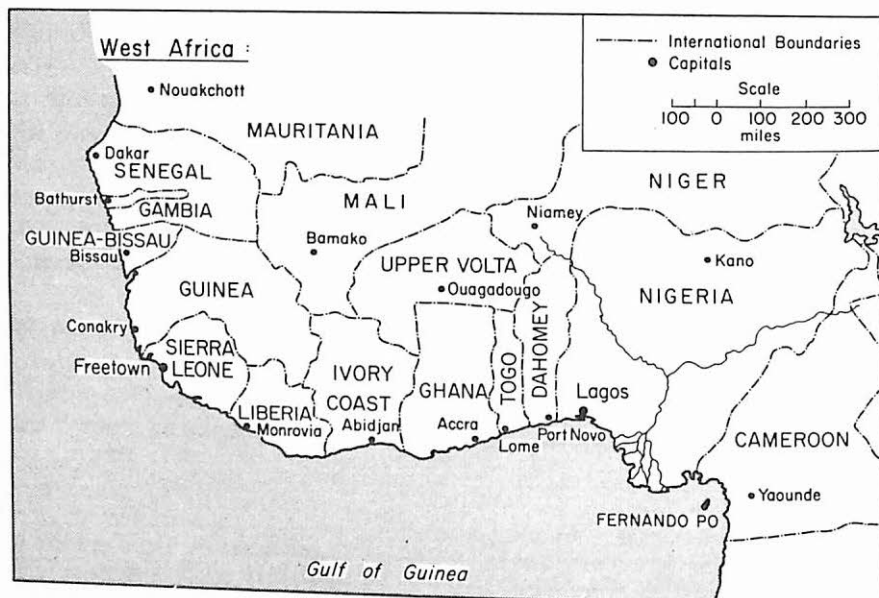 West Africa :
International Boundaries
Capitals
Scale
100 0 100 200 300
miles
Nouakchott
MAURITANIA
Dakar
SENEGAL
Bathurst
GAMBIA
MALI
NIGER
Niamey
GUINEA-BISSAU
Bissau
Bamako
UPPER VOLTA
Ouagadougo
Kano
NIGERIA
GUINEA
Conakry
SIERRA
LEONE
Freetown
IVORY
COAST
GHANA
TOGO
DAHOMEY
Lagos
LIBERIA
Monrovia
Abidjan
Accra
Lome
Port Novo
CAMEROON
Yaounde
FERNANDO PO
Gulf of Guinea